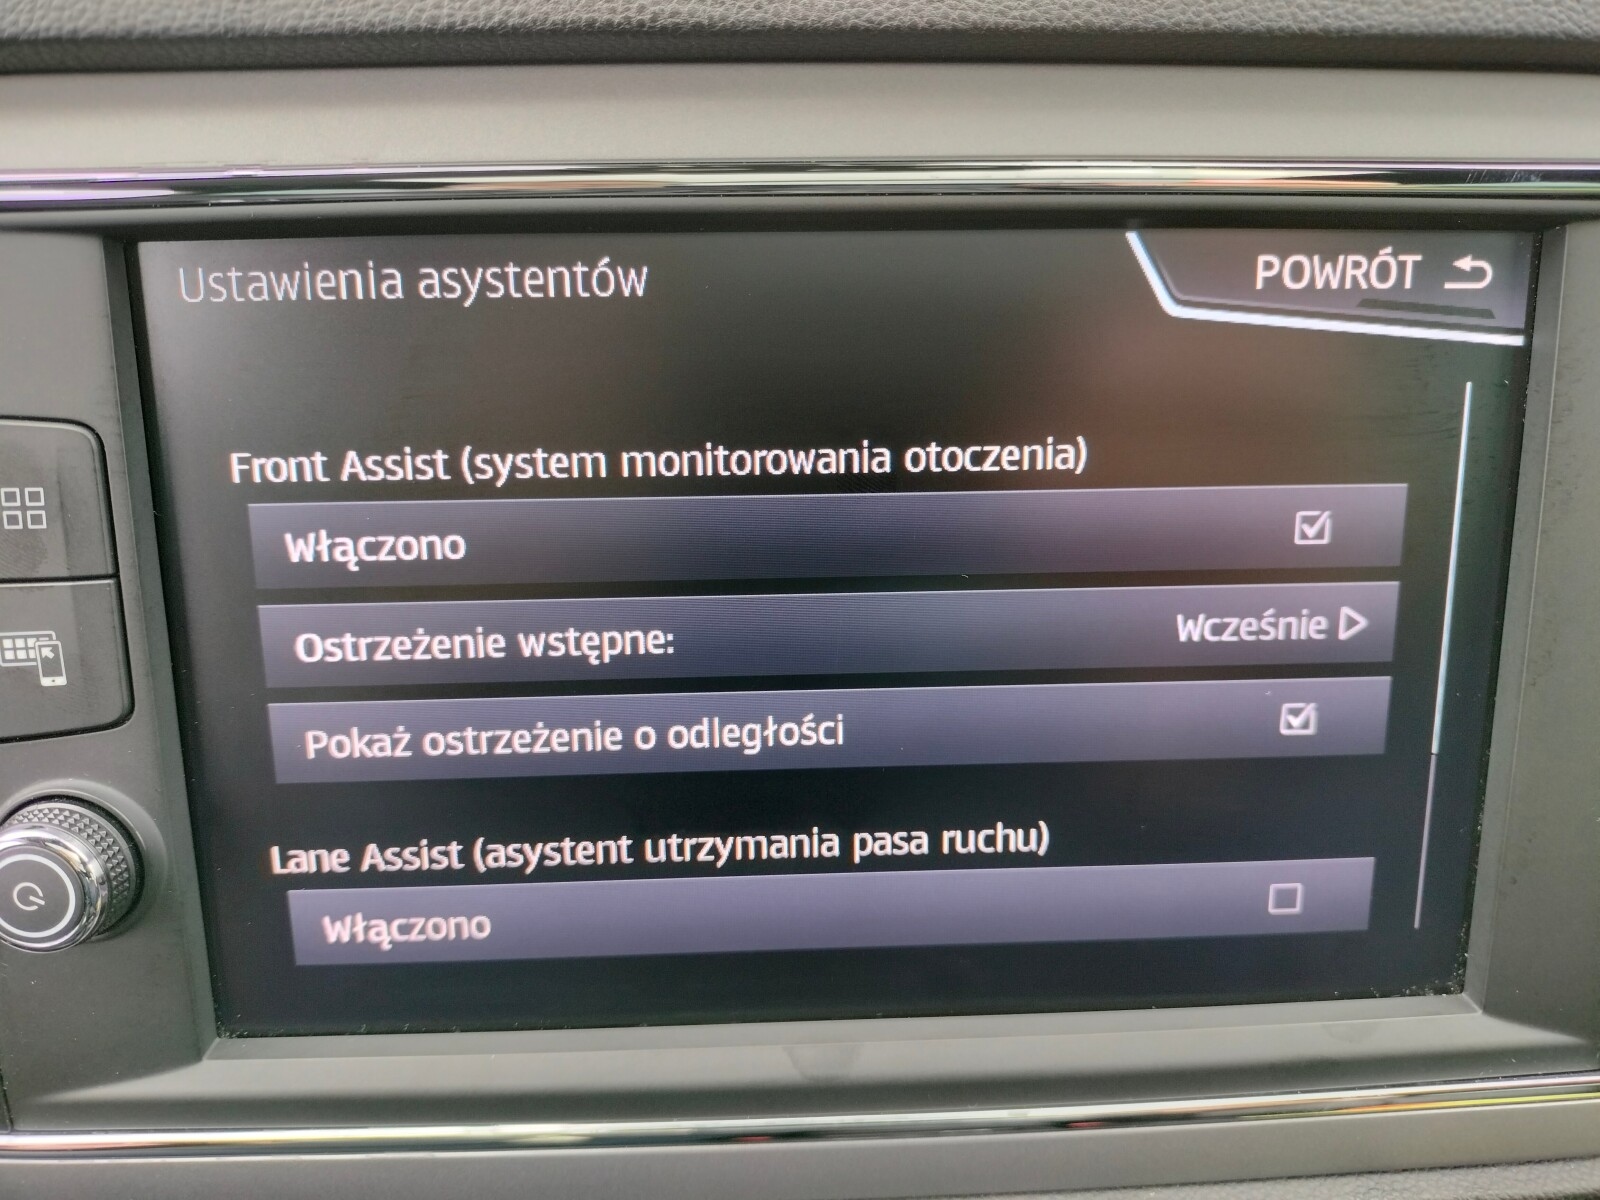 Ustawienia asystentów
POWRÓT
Front Assist (system monitorowania otoczenia)
Włączono
Ostrzeżenie wstępne: Wcześnie
Pokaż ostrzeżenie o odległości
Lane Assist (asystent utrzymania pasa ruchu)
Włączono